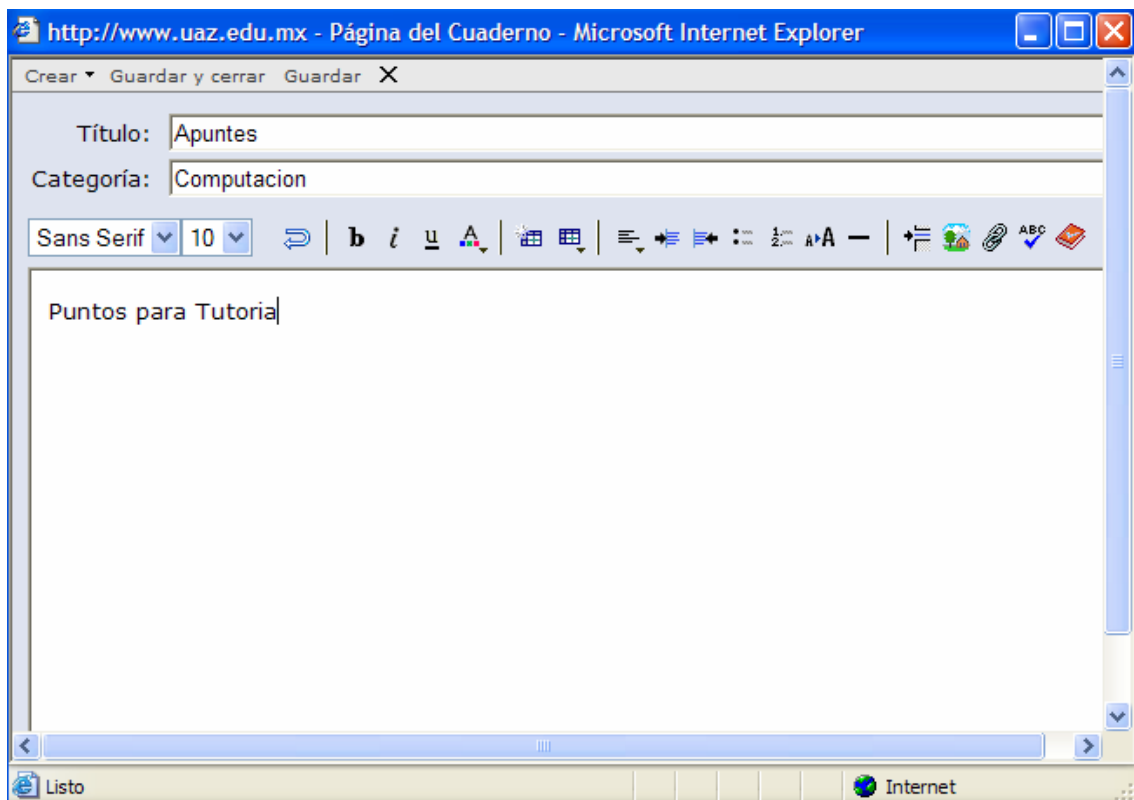 http://www.uaz.edu.mx - Página del Cuaderno - Microsoft Internet Explorer
Crear Guardar y cerrar Guardar X
Título: Apuntes
Categoría: Computacion
Sans Serif 10 b i u A A A ABC
Puntos para Tutoria
Listo Internet